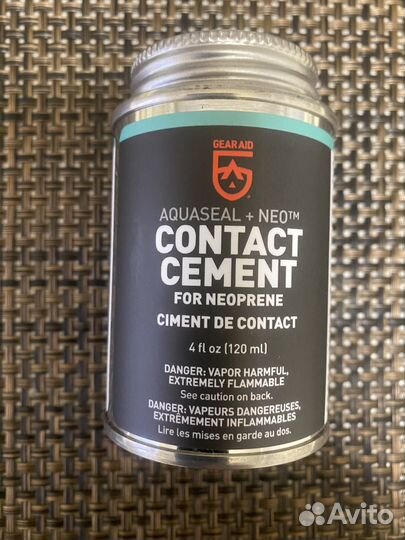 GEAR AID
AQUASEAL + NEO™
CONTACT
CEMENT
FOR NEOPRENE
CIMENT DE CONTACT
4 fl oz (120 ml)
DANGER: VAPOR HARMFUL,
EXTREMELY FLAMMABLE
See caution on back.
DANGER: VAPEURS DANGEREUSES,
EXTRÊMEMENT INFLAMMABLES
Lire les mises en garde au dos.
Avito